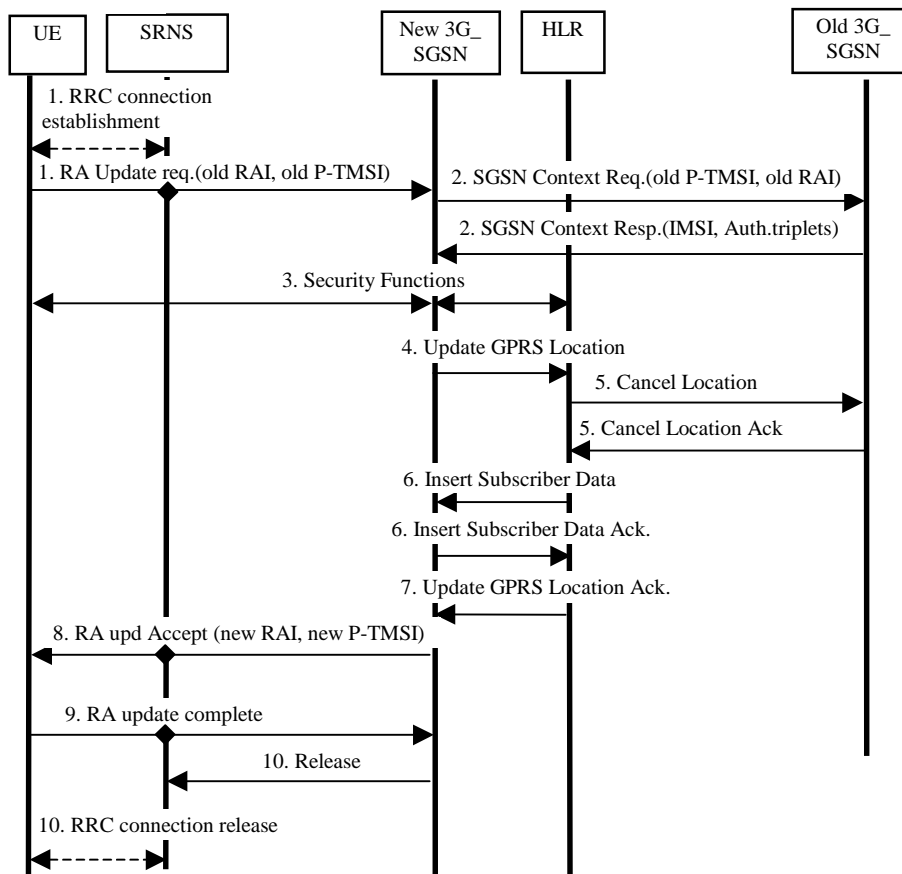 UE
SRNS
New 3G_
SGSN
HLR
Old 3G_
SGSN
1. RRC connection
establishment
1. RA Update req.(old RAI, old P-TMSI)
2. SGSN Context Req.(old P-TMSI, old RAI)
2. SGSN Context Resp.(IMSI, Auth.triplets)
3. Security Functions
4. Update GPRS Location
5. Cancel Location
5. Cancel Location Ack
6. Insert Subscriber Data
6. Insert Subscriber Data Ack.
7. Update GPRS Location Ack.
8. RA upd Accept (new RAI, new P-TMSI)
9. RA update complete
10. Release
10. RRC connection release